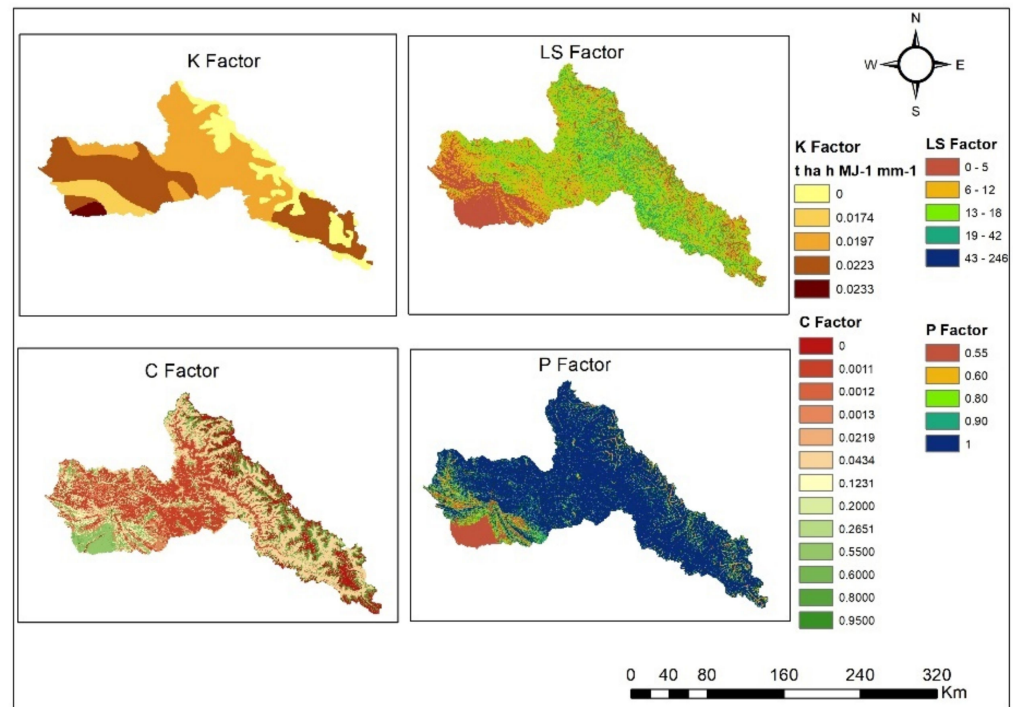 K Factor
LS Factor
N
W
E
S
K Factor
t ha h MJ-1 mm-1
0
0.0174
0.0197
0.0223
0.0233
LS Factor
0 - 5
6 - 12
13 - 18
19 - 42
43 - 246
C Factor
P Factor
C Factor
0
0.0011
0.0012
0.0013
0.0219
0.0434
0.1231
0.2000
0.2651
0.5500
0.6000
0.8000
0.9500
P Factor
0.55
0.60
0.80
0.90
1
0 40 80 160 240 320
Km